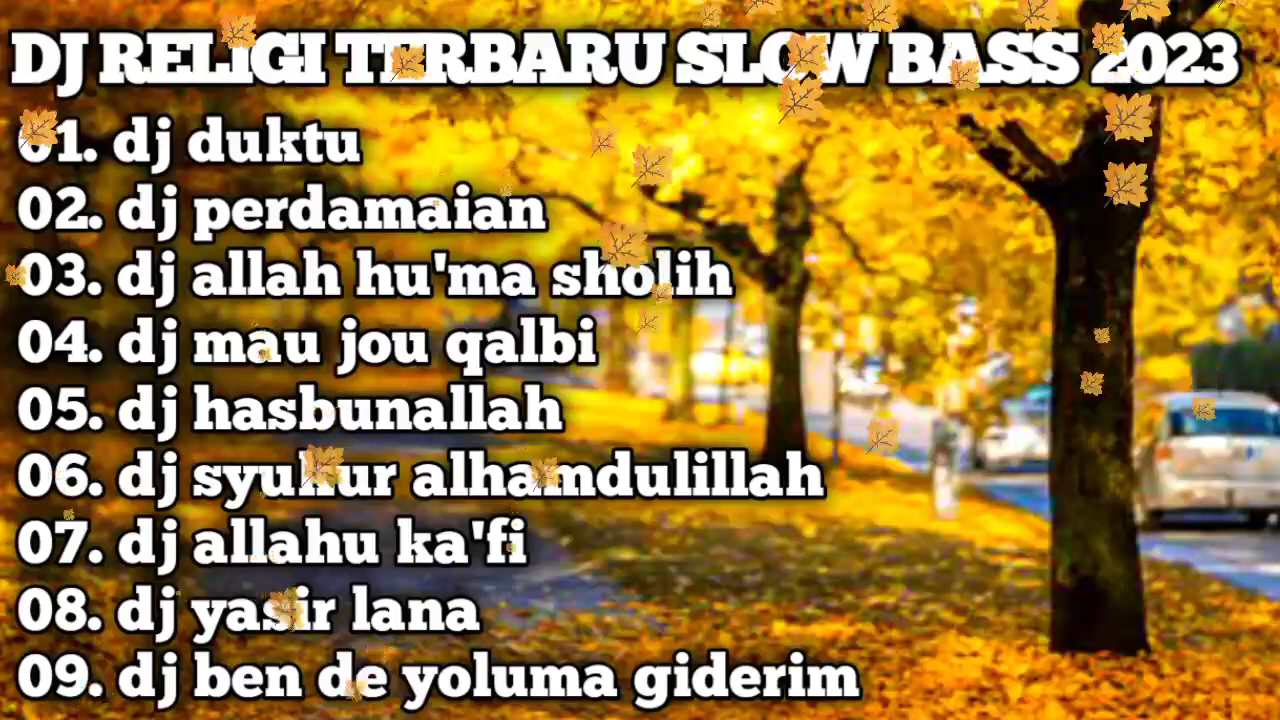 DJ RELIGI TERBARU SLOW BASS 2023
01. dj duktu
02. dj perdamaian
03. dj allah hu'ma sholih
04. dj mau jou qalbi
05. dj hasbunallah
06. dj syukur alhamdulillah
07. dj allahu ka'fi
08. dj yasir lana
09. dj ben de yoluma giderim